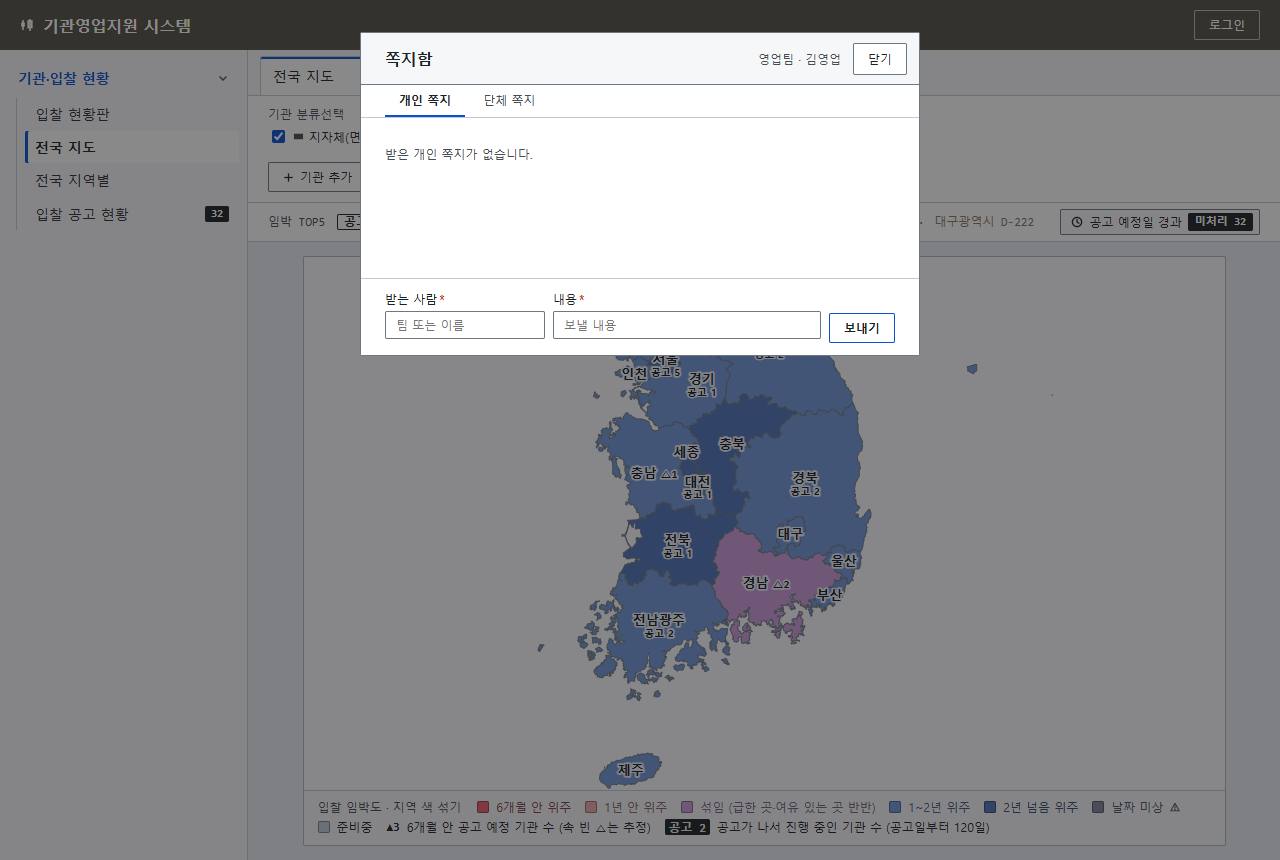 기관영업지원 시스템
로그인
기관·입찰 현황
입찰 현황판
전국 지도
전국 지역별
입찰 공고 현황 32
전국 지도
기관 분류선택
지자체(면
+ 기관 추가
임박 TOP5
대구광역시 D-222
공고 예정일 경과 미처리 32
쪽지함
영업팀 · 김영업
닫기
개인 쪽지
단체 쪽지
받은 개인 쪽지가 없습니다.
받는 사람*
내용*
팀 또는 이름
보낼 내용
보내기
서울
공고 5
인천
경기
공고 1
충북
세종
충남 △1
대전
공고 1
경북
공고 2
대구
전북
공고 1
울산
경남 △2
부산
전남광주
공고 2
제주
입찰 임박도 · 지역 색 섞기 6개월 안 위주 1년 안 위주 섞임 (급한 곳·여유 있는 곳 반반) 1~2년 위주 2년 넘음 위주 날짜 미상 ⚠
준비중 ▲3 6개월 안 공고 예정 기관 수 (속 빈 △는 추정) 공고 2 공고가 나서 진행 중인 기관 수 (공고일부터 120일)